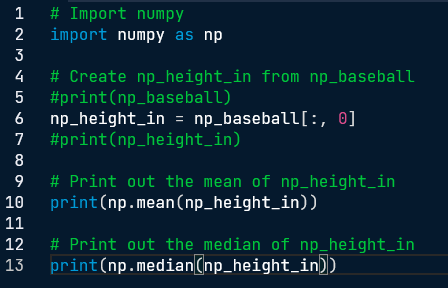 1 # Import numpy
2 import numpy as np
3
4 # Create np_height_in from np_baseball
5 #print(np_baseball)
6 np_height_in = np_baseball[:, 0]
7 #print(np_height_in)
8
9 # Print out the mean of np_height_in
10 print(np.mean(np_height_in))
11
12 # Print out the median of np_height_in
13 print(np.median(np_height_in))